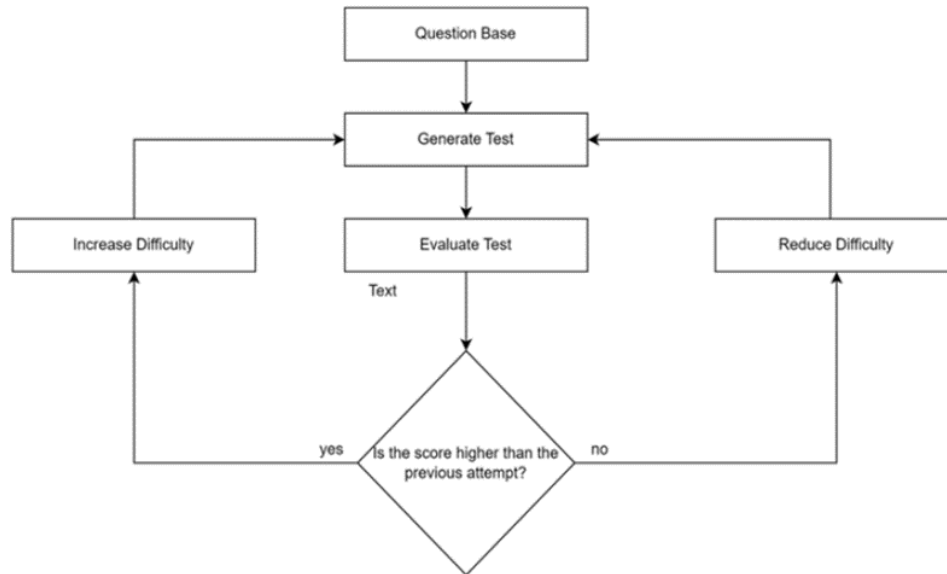 Question Base
Generate Test
Increase Difficulty
Evaluate Test
Reduce Difficulty
Text
yes
Is the score higher than the
previous attempt?
no